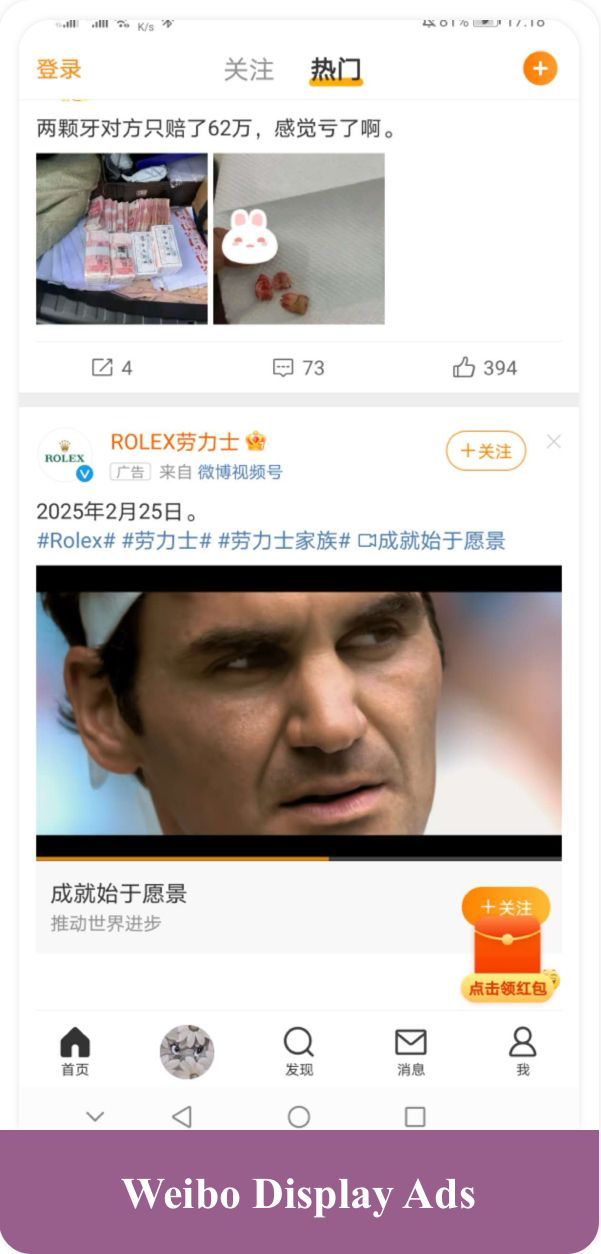 K/s 81% 17:18
登录 关注 热门
两颗牙对方只赔了62万，感觉亏了啊。
4 73 394
ROLEX劳力士
ROLEX
＋关注
广告 来自 微博视频号
2025年2月25日。
#Rolex# #劳力士# #劳力士家族# 成就始于愿景
成就始于愿景
推动世界进步
＋关注
点击领红包
首页 发现 消息 我
Weibo Display Ads